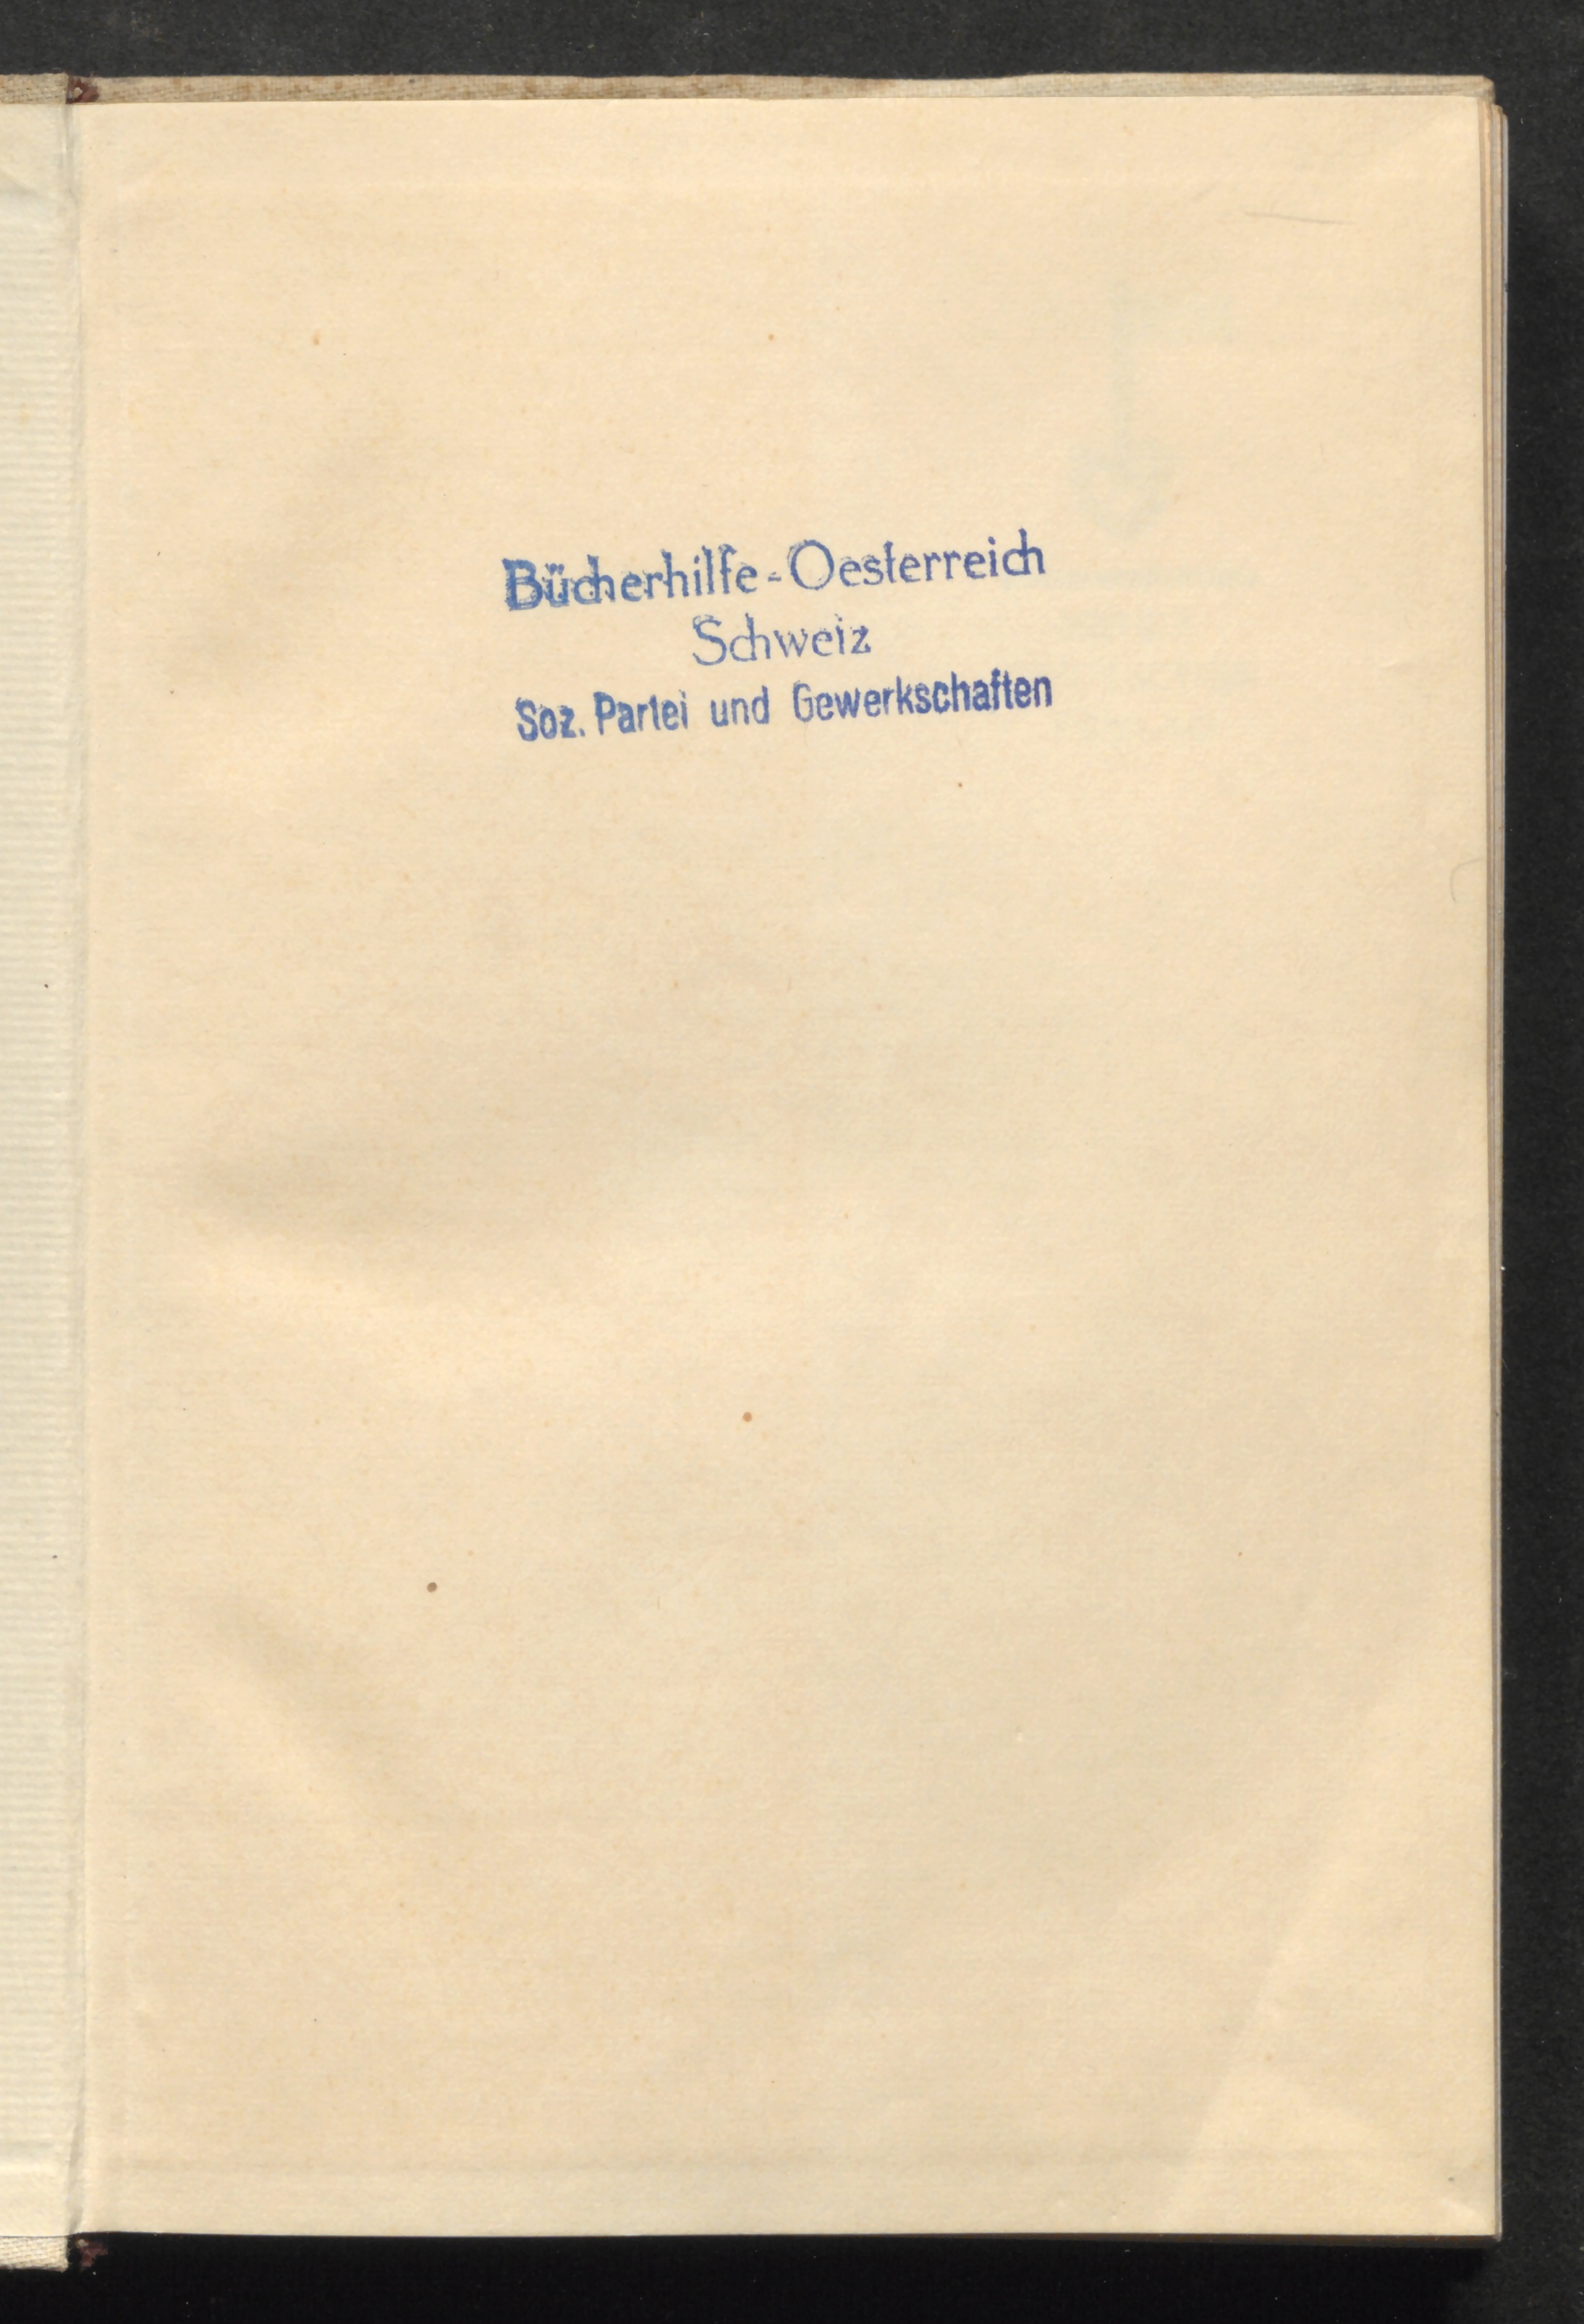 Bücherhilfe-Oesterreich
Schweiz
Soz. Partei und Gewerkschaften